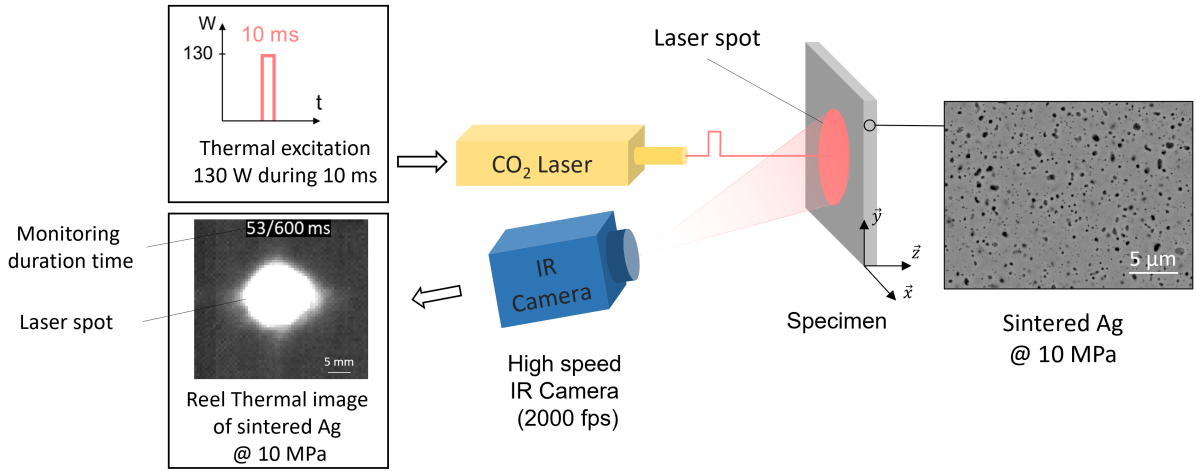 W
10 ms
130
t
Thermal excitation
130 W during 10 ms
CO₂ Laser
Laser spot
53/600 ms
Monitoring
duration time
Laser spot
5 mm
Reel Thermal image
of sintered Ag
@ 10 MPa
IR
Camera
High speed
IR Camera
(2000 fps)
y⃗
z⃗
x⃗
Specimen
5 µm
Sintered Ag
@ 10 MPa